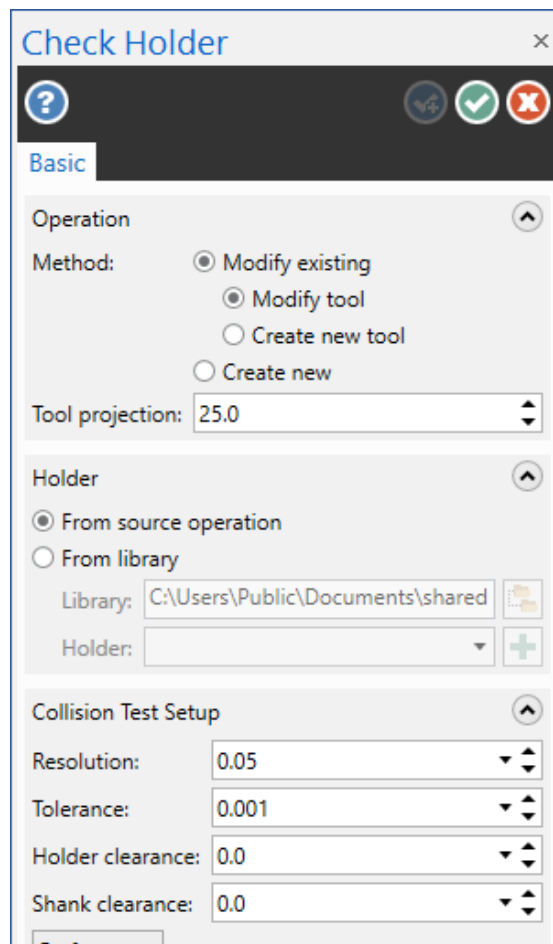 Check Holder
Basic
Operation
Method: Modify existing
Modify tool
Create new tool
Create new
Tool projection: 25.0
Holder
From source operation
From library
Library: C:\Users\Public\Documents\shared
Holder:
Collision Test Setup
Resolution: 0.05
Tolerance: 0.001
Holder clearance: 0.0
Shank clearance: 0.0